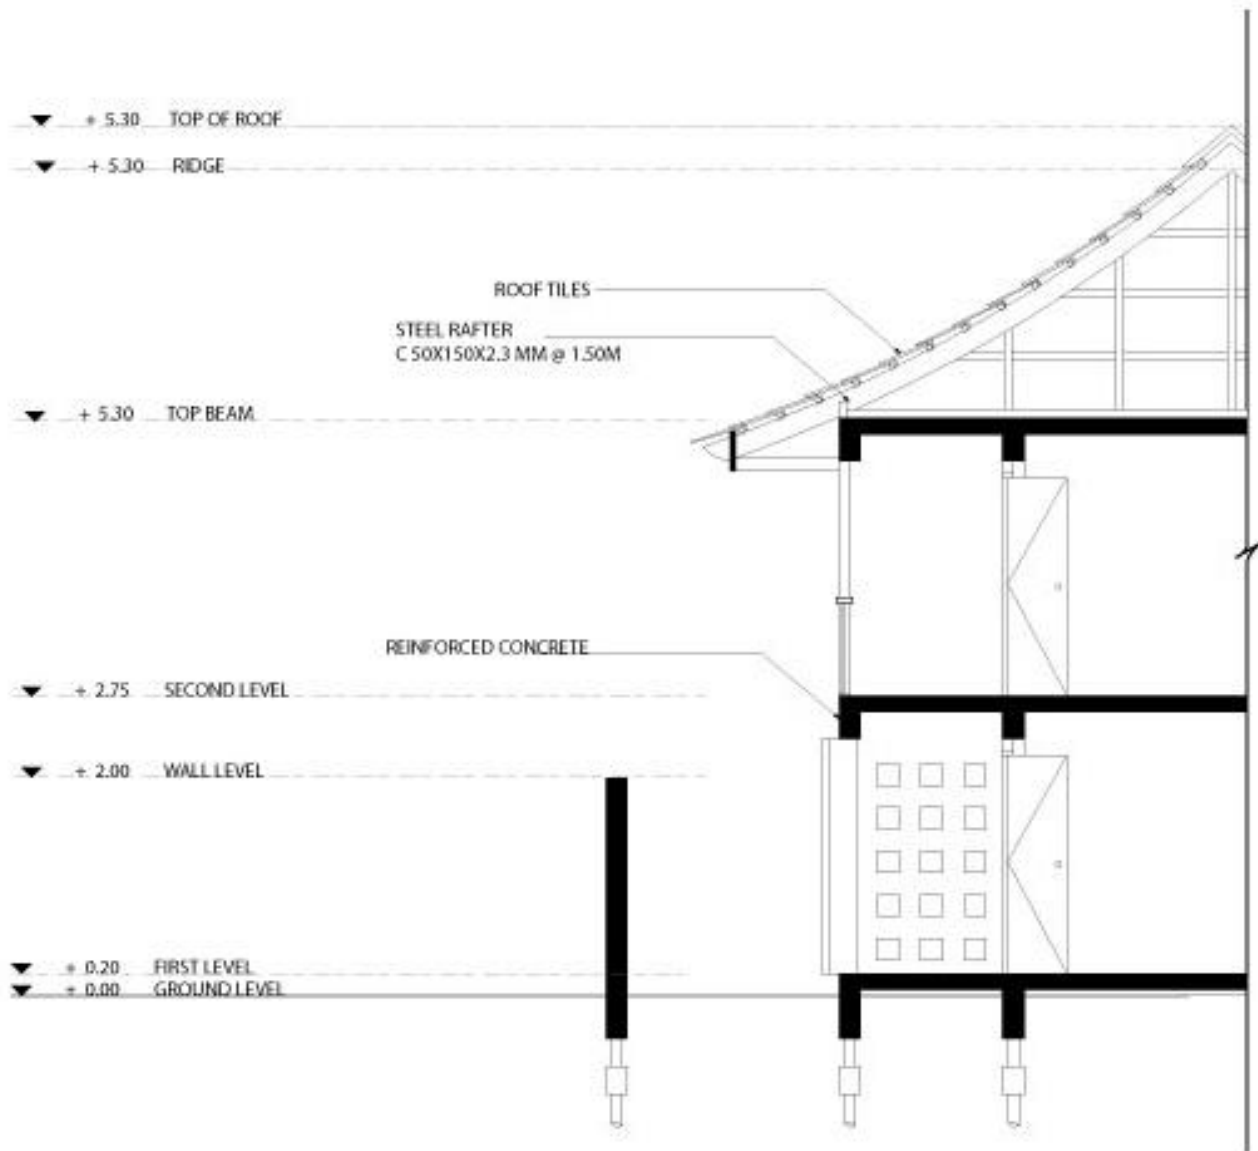 + 5.30 TOP OF ROOF
+ 5.30 RIDGE
ROOF TILES
STEEL RAFTER
C 50X150X2.3 MM @ 1.50M
+ 5.30 TOP BEAM
REINFORCED CONCRETE
+ 2.75 SECOND LEVEL
+ 2.00 WALL LEVEL
+ 0.20 FIRST LEVEL
+ 0.00 GROUND LEVEL